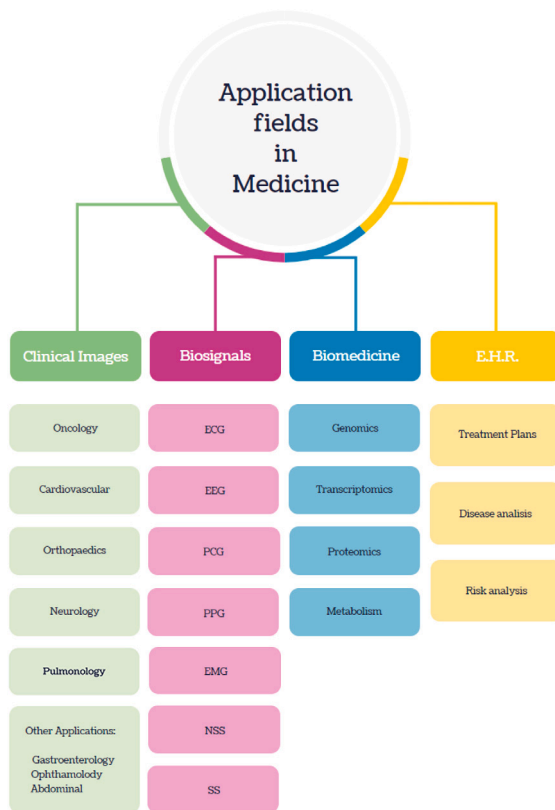 Application
fields
in
Medicine
Clinical Images
Oncology
Cardiovascular
Orthopaedics
Neurology
Pulmonology
Other Applications:
Gastroenterology
Ophthamolody
Abdominal
Biosignals
ECG
EEG
PCG
PPG
EMG
NSS
SS
Biomedicine
Genomics
Transcriptomics
Proteomics
Metabolism
E.H.R.
Treatment Plans
Disease analisis
Risk analysis